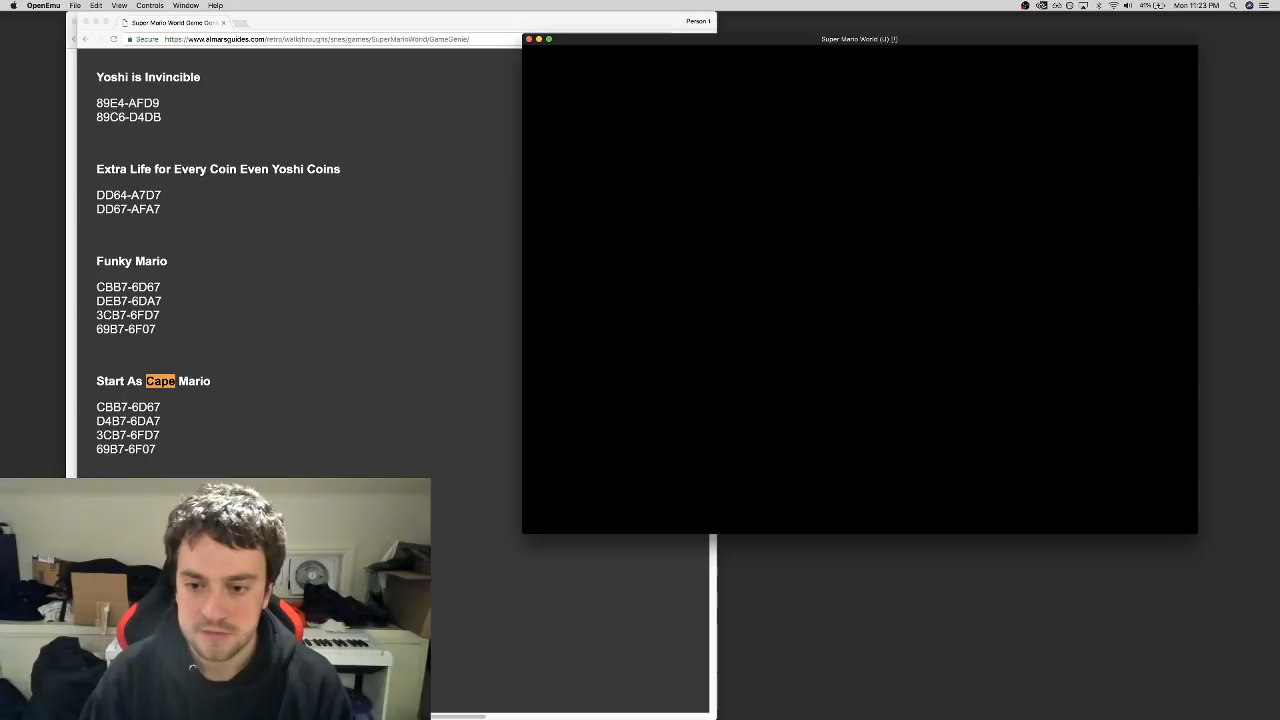 OpenEmu File Edit View Controls Window Help 41% Mon 11:23 PM
Super Mario World Game Geni
Person 1
Secure https://www.almarsguides.com/retro/walkthroughs/snes/games/SuperMarioWorld/GameGenie/
Super Mario World (U) [!]
Yoshi is Invincible
89E4-AFD9
89C6-D4DB
Extra Life for Every Coin Even Yoshi Coins
DD64-A7D7
DD67-AFA7
Funky Mario
CBB7-6D67
DEB7-6DA7
3CB7-6FD7
69B7-6F07
Start As Cape Mario
CBB7-6D67
D4B7-6DA7
3CB7-6FD7
69B7-6F07